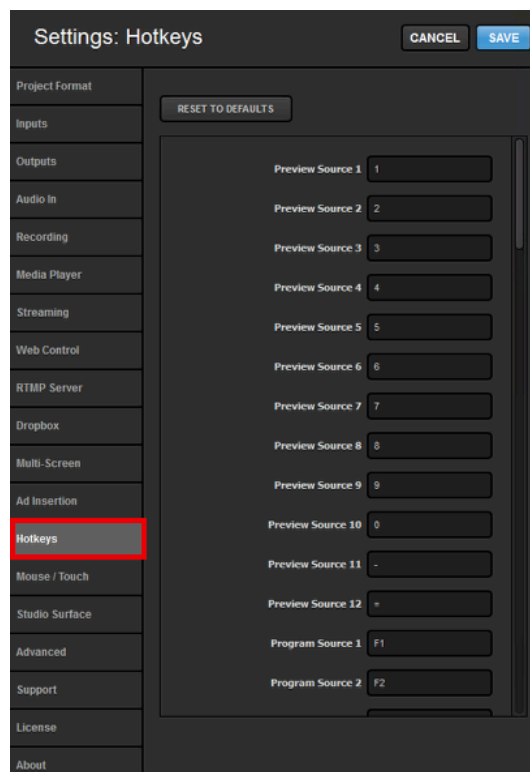 Settings: Hotkeys
CANCEL
SAVE
Project Format
Inputs
Outputs
Audio In
Recording
Media Player
Streaming
Web Control
RTMP Server
Dropbox
Multi-Screen
Ad Insertion
Hotkeys
Mouse / Touch
Studio Surface
Advanced
Support
License
About
RESET TO DEFAULTS
Preview Source 1 1
Preview Source 2 2
Preview Source 3 3
Preview Source 4 4
Preview Source 5 5
Preview Source 6 6
Preview Source 7 7
Preview Source 8 8
Preview Source 9 9
Preview Source 10 0
Preview Source 11 -
Preview Source 12 =
Program Source 1 F1
Program Source 2 F2